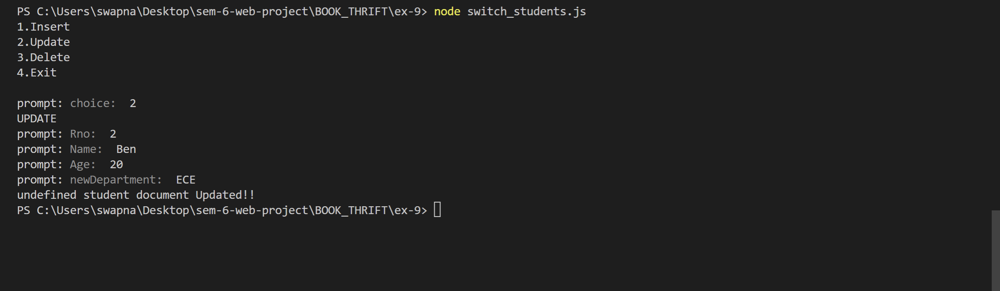 PS C:\Users\swapna\Desktop\sem-6-web-project\BOOK_THRIFT\ex-9> node switch_students.js
1.Insert
2.Update
3.Delete
4.Exit
prompt: choice:  2
UPDATE
prompt: Rno:  2
prompt: Name:  Ben
prompt: Age:  20
prompt: newDepartment:  ECE
undefined student document Updated!!
PS C:\Users\swapna\Desktop\sem-6-web-project\BOOK_THRIFT\ex-9>